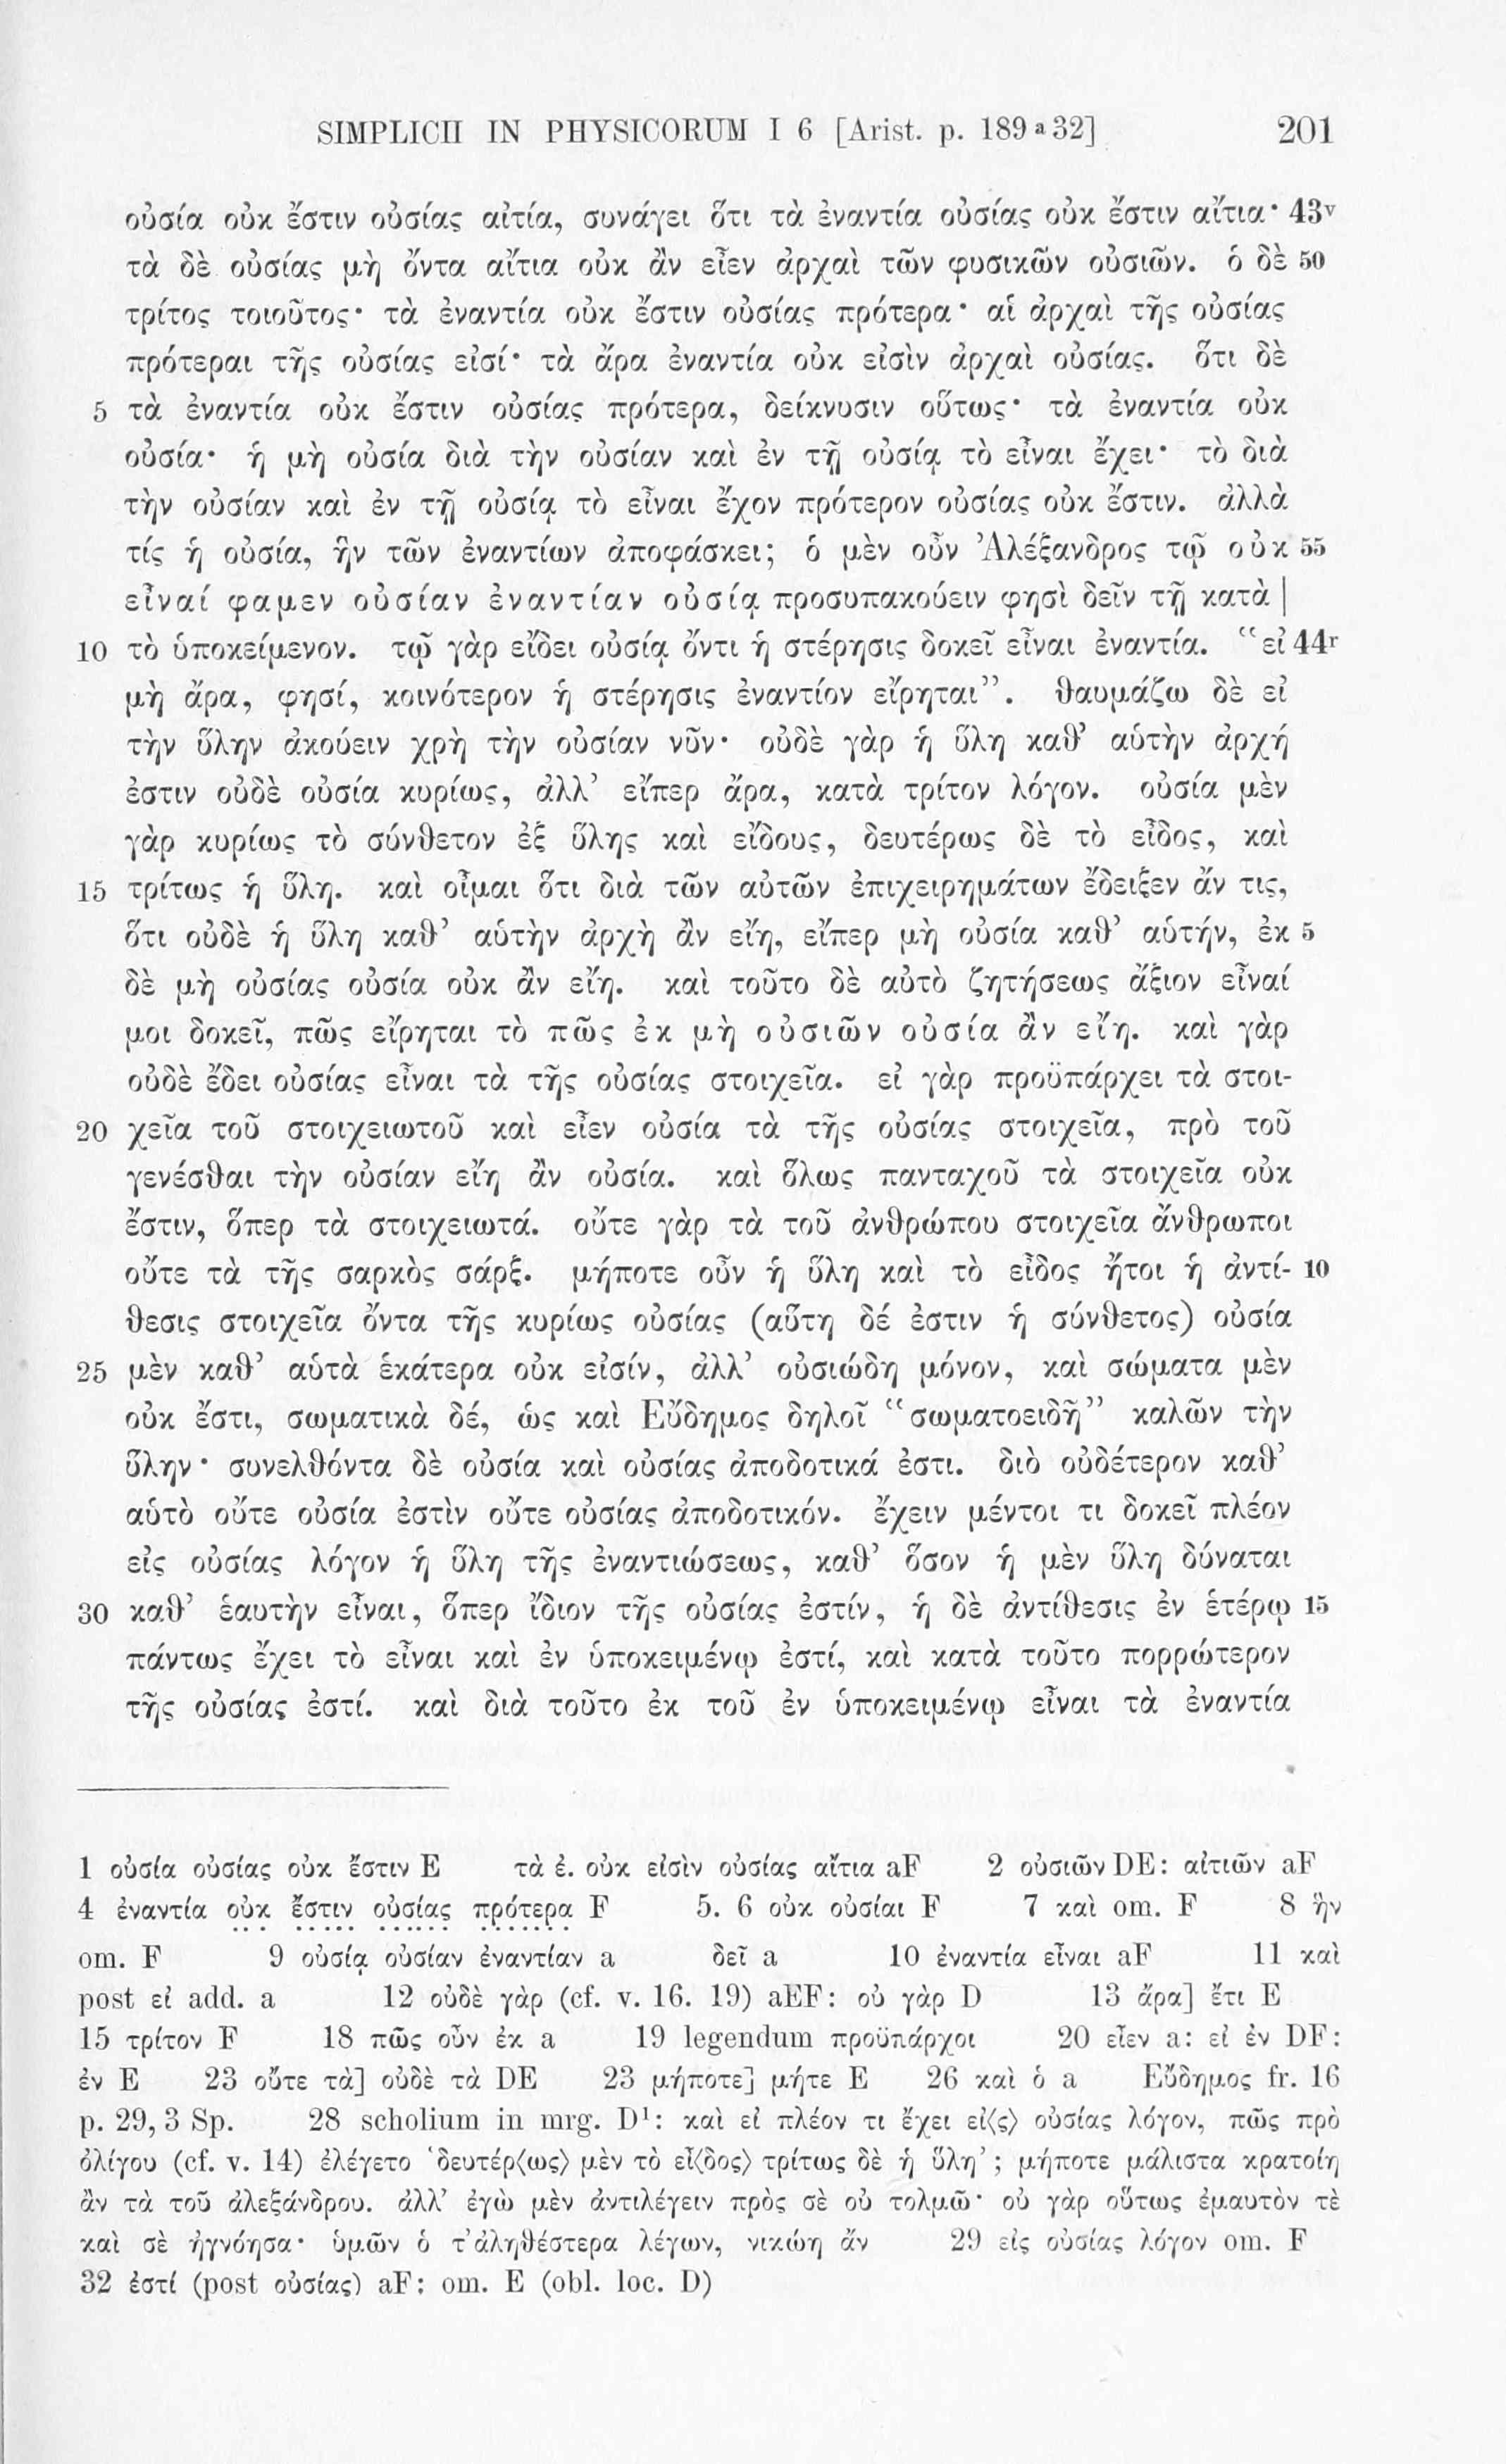 SIMPLICII IN PHYSICORUM I 6 [Arist. p. 189 a 32] 201
οὐσία οὐκ ἔστιν οὐσίας αἰτία, συνάγει ὅτι τὰ ἐναντία οὐσίας οὐκ ἔστιν αἴτια· 43v
τὰ δὲ οὐσίας μὴ ὄντα αἴτια οὐκ ἂν εἶεν ἀρχαὶ τῶν φυσικῶν οὐσιῶν. ὁ δὲ 50
τρίτος τοιοῦτος· τὰ ἐναντία οὐκ ἔστιν οὐσίας πρότερα· αἱ ἀρχαὶ τῆς οὐσίας
πρότεραι τῆς οὐσίας εἰσί· τὰ ἄρα ἐναντία οὐκ εἰσὶν ἀρχαὶ οὐσίας. ὅτι δὲ
5 τὰ ἐναντία οὐκ ἔστιν οὐσίας πρότερα, δείκνυσιν οὕτως· τὰ ἐναντία οὐκ
οὐσία· ἡ μὴ οὐσία διὰ τὴν οὐσίαν καὶ ἐν τῇ οὐσίᾳ τὸ εἶναι ἔχει· τὸ διὰ
τὴν οὐσίαν καὶ ἐν τῇ οὐσίᾳ τὸ εἶναι ἔχον πρότερον οὐσίας οὐκ ἔστιν. ἀλλὰ
τίς ἡ οὐσία, ἣν τῶν ἐναντίων ἀποφάσκει; ὁ μὲν οὖν Ἀλέξανδρος τῷ οὐκ 55
εἶναί φαμεν οὐσίαν ἐναντίαν οὐσίᾳ προσυπακούειν φησὶ δεῖν τῇ κατὰ |
10 τὸ ὑποκείμενον. τῷ γὰρ εἴδει οὐσίᾳ ὄντι ἡ στέρησις δοκεῖ εἶναι ἐναντία. “εἰ 44r
μὴ ἄρα, φησί, κοινότερον ἡ στέρησις ἐναντίον εἴρηται”. θαυμάζω δὲ εἰ
τὴν ὕλην ἀκούειν χρὴ τὴν οὐσίαν νῦν· οὐδὲ γὰρ ἡ ὕλη καθ’ αὑτὴν ἀρχή
ἐστιν οὐδὲ οὐσία κυρίως, ἀλλ’ εἴπερ ἄρα, κατὰ τρίτον λόγον. οὐσία μὲν
γὰρ κυρίως τὸ σύνθετον ἐξ ὕλης καὶ εἴδους, δευτέρως δὲ τὸ εἶδος, καὶ
15 τρίτως ἡ ὕλη. καὶ οἶμαι ὅτι διὰ τῶν αὐτῶν ἐπιχειρημάτων ἔδειξεν ἄν τις,
ὅτι οὐδὲ ἡ ὕλη καθ’ αὑτὴν ἀρχὴ ἂν εἴη, εἴπερ μὴ οὐσία καθ’ αὑτήν, ἐκ 5
δὲ μὴ οὐσίας οὐσία οὐκ ἂν εἴη. καὶ τοῦτο δὲ αὐτὸ ζητήσεως ἄξιον εἶναί
μοι δοκεῖ, πῶς εἴρηται τὸ πῶς ἐκ μὴ οὐσιῶν οὐσία ἂν εἴη. καὶ γὰρ
οὐδὲ ἔδει οὐσίας εἶναι τὰ τῆς οὐσίας στοιχεῖα. εἰ γὰρ προϋπάρχει τὰ στοι-
20 χεῖα τοῦ στοιχειωτοῦ καὶ εἶεν οὐσία τὰ τῆς οὐσίας στοιχεῖα, πρὸ τοῦ
γενέσθαι τὴν οὐσίαν εἴη ἂν οὐσία. καὶ ὅλως πανταχοῦ τὰ στοιχεῖα οὐκ
ἔστιν, ὅπερ τὰ στοιχειωτά. οὔτε γὰρ τὰ τοῦ ἀνθρώπου στοιχεῖα ἄνθρωποι
οὔτε τὰ τῆς σαρκὸς σάρξ. μήποτε οὖν ἡ ὕλη καὶ τὸ εἶδος ἤτοι ἡ ἀντί- 10
θεσις στοιχεῖα ὄντα τῆς κυρίως οὐσίας (αὕτη δέ ἐστιν ἡ σύνθετος) οὐσία
25 μὲν καθ’ αὑτὰ ἑκάτερα οὐκ εἰσίν, ἀλλ’ οὐσιώδη μόνον, καὶ σώματα μὲν
οὐκ ἔστι, σωματικὰ δέ, ὡς καὶ Εὔδημος δηλοῖ “σωματοειδῆ” καλῶν τὴν
ὕλην· συνελθόντα δὲ οὐσία καὶ οὐσίας ἀποδοτικά ἐστι. διὸ οὐδέτερον καθ’
αὑτὸ οὔτε οὐσία ἐστὶν οὔτε οὐσίας ἀποδοτικόν. ἔχειν μέντοι τι δοκεῖ πλέον
εἰς οὐσίας λόγον ἡ ὕλη τῆς ἐναντιώσεως, καθ’ ὅσον ἡ μὲν ὕλη δύναται
30 καθ’ ἑαυτὴν εἶναι, ὅπερ ἴδιον τῆς οὐσίας ἐστίν, ἡ δὲ ἀντίθεσις ἐν ἑτέρῳ 15
πάντως ἔχει τὸ εἶναι καὶ ἐν ὑποκειμένῳ ἐστί, καὶ κατὰ τοῦτο πορρώτερον
τῆς οὐσίας ἐστί. καὶ διὰ τοῦτο ἐκ τοῦ ἐν ὑποκειμένῳ εἶναι τὰ ἐναντία
1 οὐσία οὐσίας οὐκ ἔστιν E τὰ ἐ. οὐκ εἰσὶν οὐσίας αἴτια aF 2 οὐσιῶν DE: αἰτιῶν aF
4 ἐναντία οὐκ ἔστιν οὐσίας πρότερα F 5. 6 οὐκ οὐσίαι F 7 καὶ om. F 8 ἣν
om. F 9 οὐσίᾳ οὐσίαν ἐναντίαν a δεῖ a 10 ἐναντία εἶναι aF 11 καὶ
post εἰ add. a 12 οὐδὲ γὰρ (cf. v. 16. 19) aEF: οὐ γὰρ D 13 ἄρα] ἔτι E
15 τρίτον F 18 πῶς οὖν ἐκ a 19 legendum προϋπάρχοι 20 εἶεν a: εἰ ἐν DF:
ἐν E 23 οὔτε τὰ] οὐδὲ τὰ DE 23 μήποτε] μήτε E 26 καὶ ὁ a Εὔδημος fr. 16
p. 29, 3 Sp. 28 scholium in mrg. D¹: καὶ εἰ πλέον τι ἔχει εἰ⟨ς⟩ οὐσίας λόγον, πῶς πρὸ
ὀλίγου (cf. v. 14) ἐλέγετο ‘δευτέρ⟨ως⟩ μὲν τὸ εἶ⟨δος⟩ τρίτως δὲ ἡ ὕλη’; μήποτε μάλιστα κρατοίη
ἂν τὰ τοῦ ἀλεξάνδρου. ἀλλ’ ἐγὼ μὲν ἀντιλέγειν πρὸς σὲ οὐ τολμῶ· οὐ γὰρ οὕτως ἐμαυτὸν τὲ
καὶ σὲ ἠγνόησα· ὑμῶν ὁ τ’ἀληθέστερα λέγων, νικώη ἄν 29 εἰς οὐσίας λόγον om. F
32 ἐστί (post οὐσίας) aF: om. E (obl. loc. D)